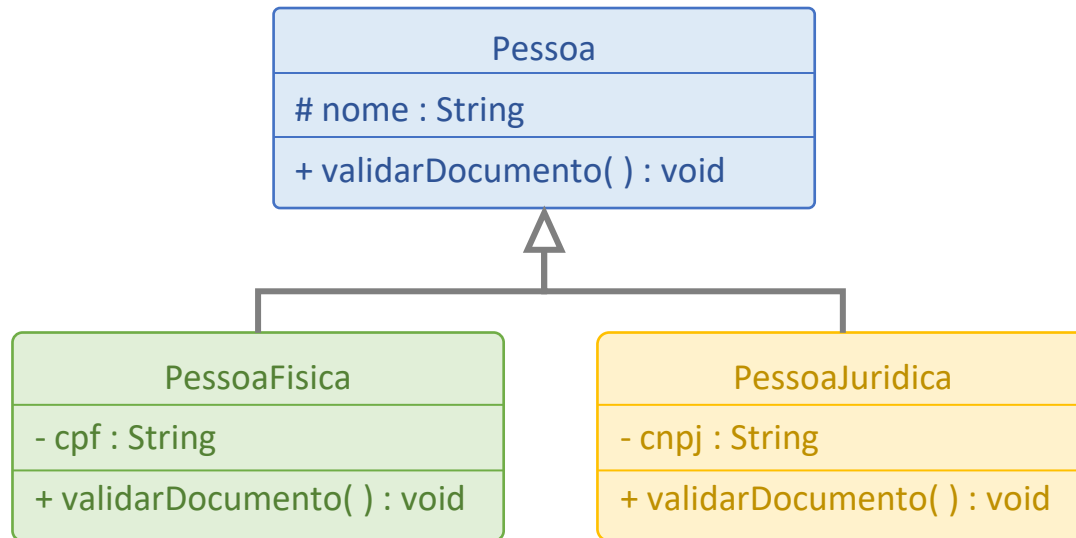 Pessoa
# nome : String
+ validarDocumento( ) : void
PessoaFisica
- cpf : String
+ validarDocumento( ) : void
PessoaJuridica
- cnpj : String
+ validarDocumento( ) : void